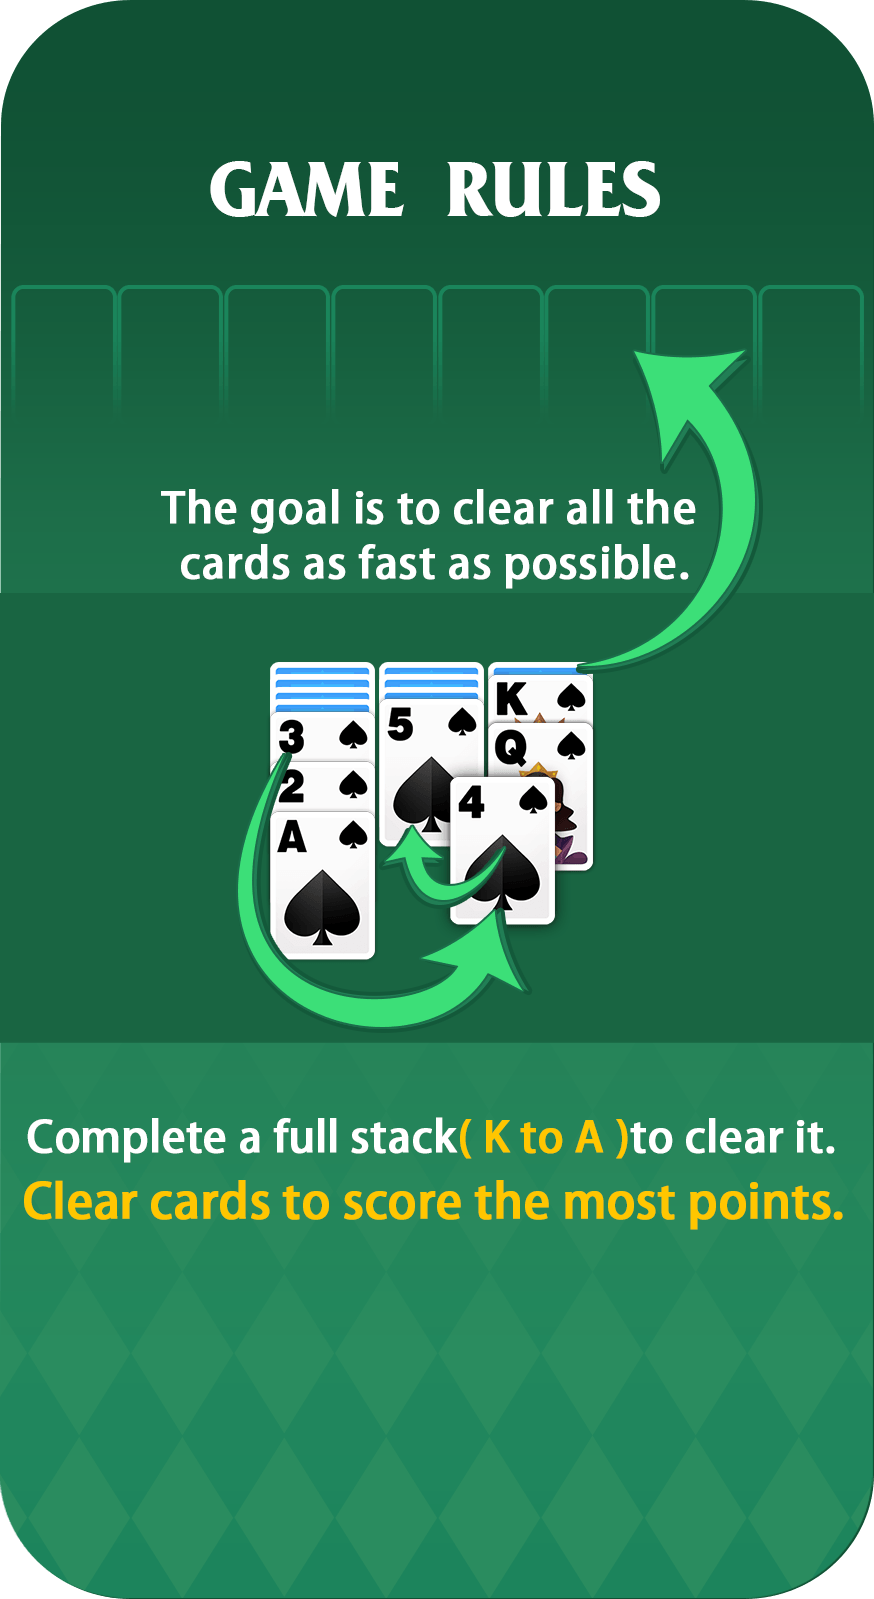 GAME RULES
The goal is to clear all the
cards as fast as possible.
K
3
5
Q
2
4
A
Complete a full stack( K to A )to clear it.
Clear cards to score the most points.